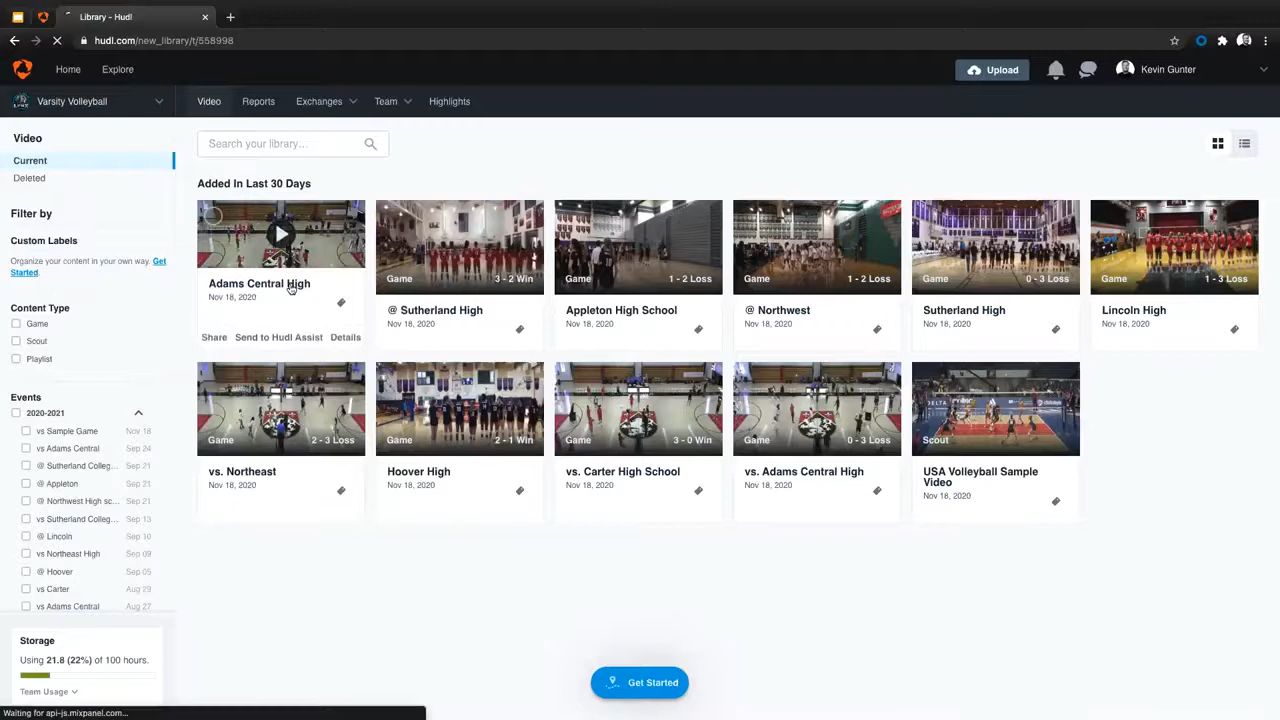 Library - Hudl
hudl.com/new_library/t/558998
Home
Explore
Upload
Kevin Gunter
Varsity Volleyball
Video
Reports
Exchanges
Team
Highlights
Video
Current
Deleted
Filter by
Custom Labels
Organize your content in your own way. Get
Started.
Content Type
Game
Scout
Playlist
Events
2020-2021
vs Sample Game Nov 18
vs Adams Central Sep 24
@ Sutherland Colleg... Sep 21
@ Appleton Sep 21
@ Northwest High sc... Sep 21
vs Sutherland Colleg... Sep 13
@ Lincoln Sep 10
vs Northeast High Sep 09
@ Hoover Sep 05
vs Carter Aug 29
vs Adams Central Aug 27
Storage
Using 21.8 (22%) of 100 hours.
Team Usage
Waiting for api-js.mixpanel.com...
Search your library...
Added In Last 30 Days
Adams Central High
Nov 18, 2020
Share Send to Hudl Assist Details
Game 3 - 2 Win
@ Sutherland High
Nov 18, 2020
Game 1 - 2 Loss
Appleton High School
Nov 18, 2020
Game 1 - 2 Loss
@ Northwest
Nov 18, 2020
Game 0 - 3 Loss
Sutherland High
Nov 18, 2020
Game 1 - 3 Loss
Lincoln High
Nov 18, 2020
Game 2 - 3 Loss
vs. Northeast
Nov 18, 2020
Game 2 - 1 Win
Hoover High
Nov 18, 2020
Game 3 - 0 Win
vs. Carter High School
Nov 18, 2020
Game 0 - 3 Loss
vs. Adams Central High
Nov 18, 2020
Scout
USA Volleyball Sample
Video
Nov 18, 2020
Get Started